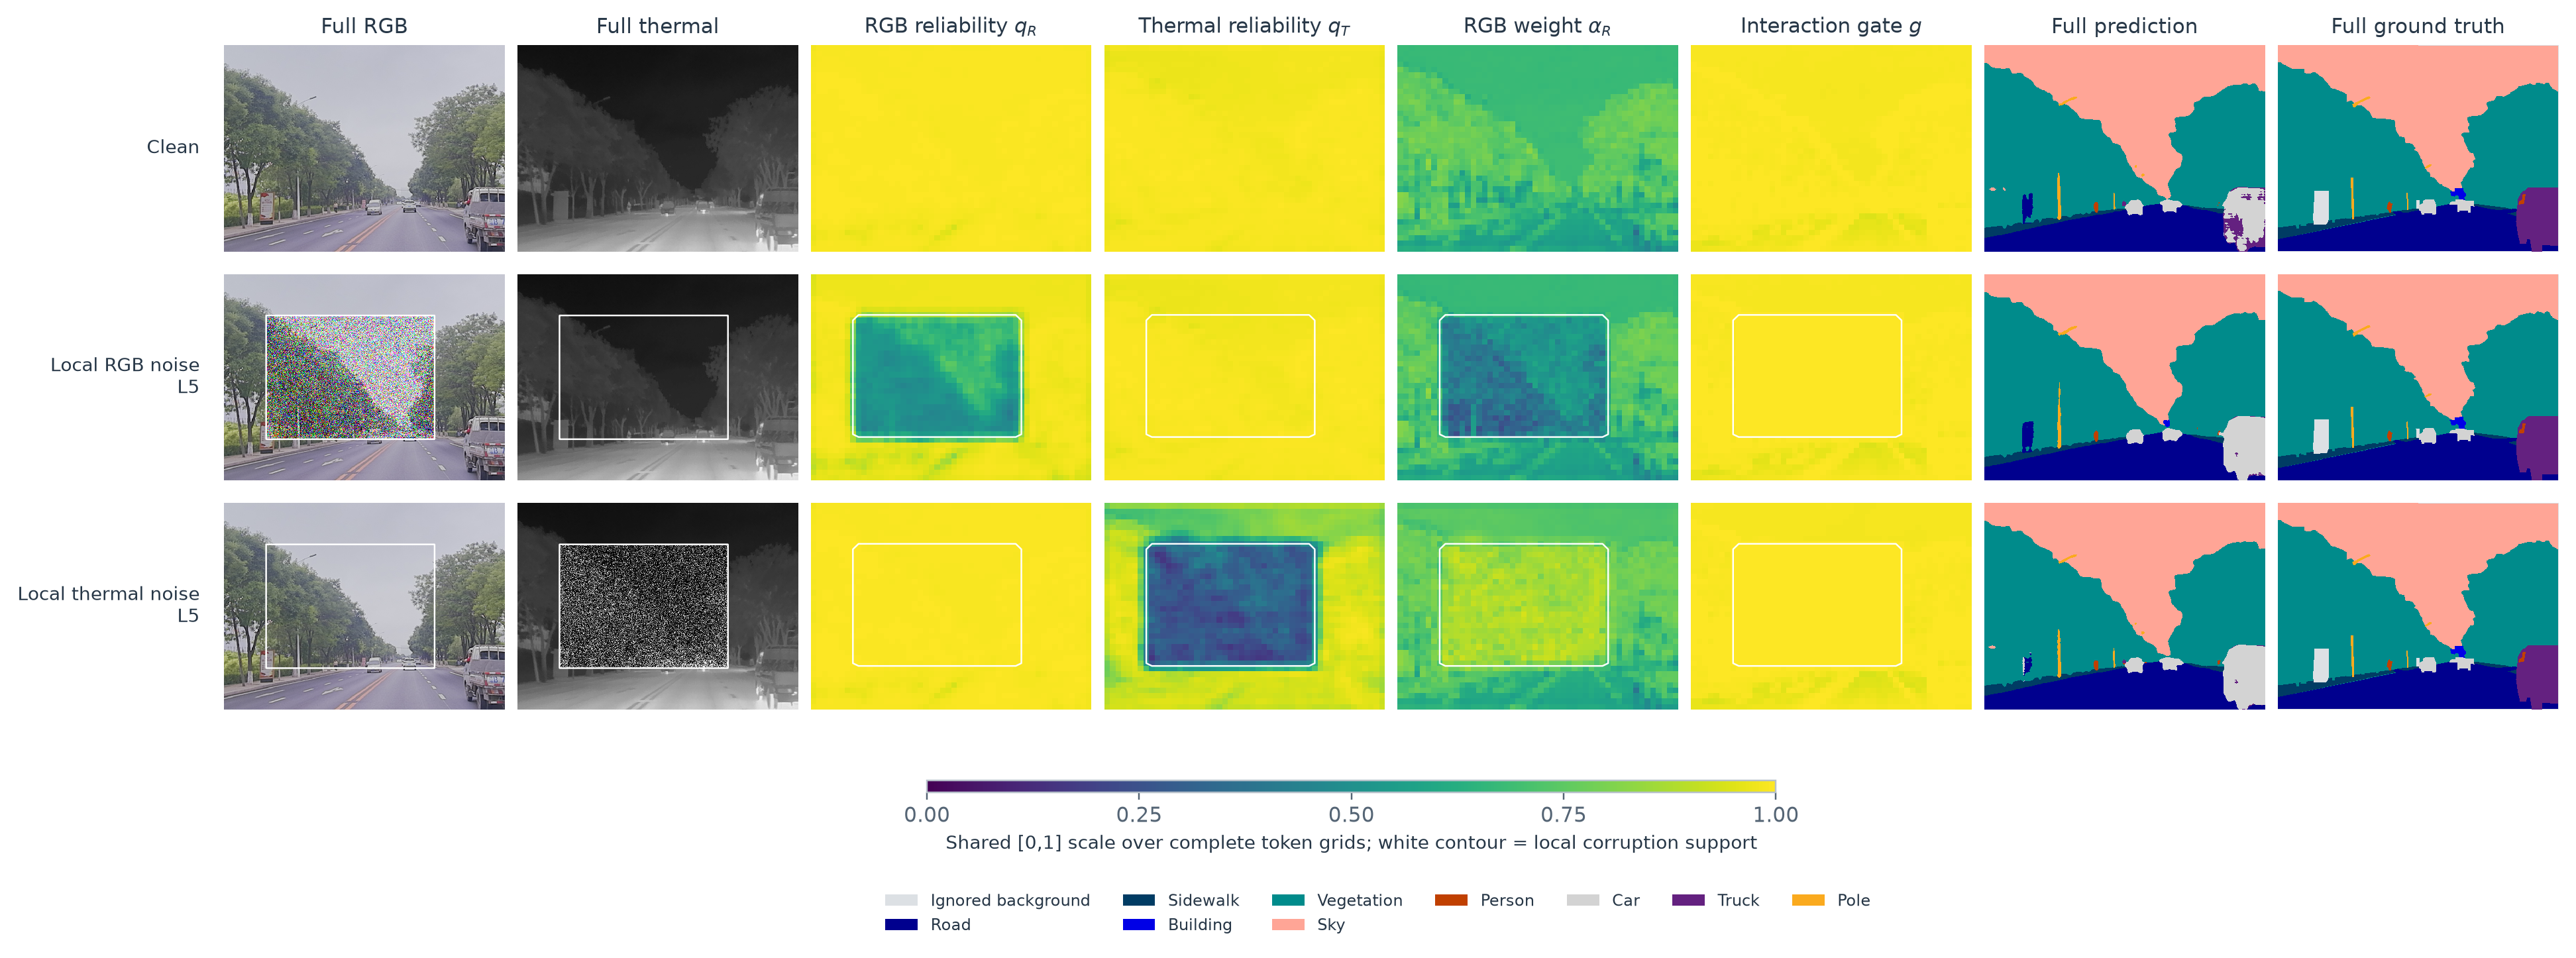 Full RGB
Full thermal
RGB reliability q_R
Thermal reliability q_T
RGB weight α_R
Interaction gate g
Full prediction
Full ground truth
Clean
Local RGB noise
L5
Local thermal noise
L5
0.00
0.25
0.50
0.75
1.00
Shared [0,1] scale over complete token grids; white contour = local corruption support
Ignored background
Sidewalk
Vegetation
Person
Car
Truck
Pole
Road
Building
Sky